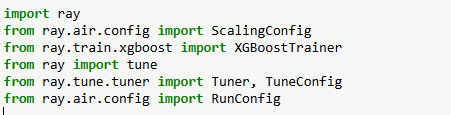 import ray
from ray.air.config import ScalingConfig
from ray.train.xgboost import XGBoostTrainer
from ray import tune
from ray.tune.tuner import Tuner, TuneConfig
from ray.air.config import RunConfig